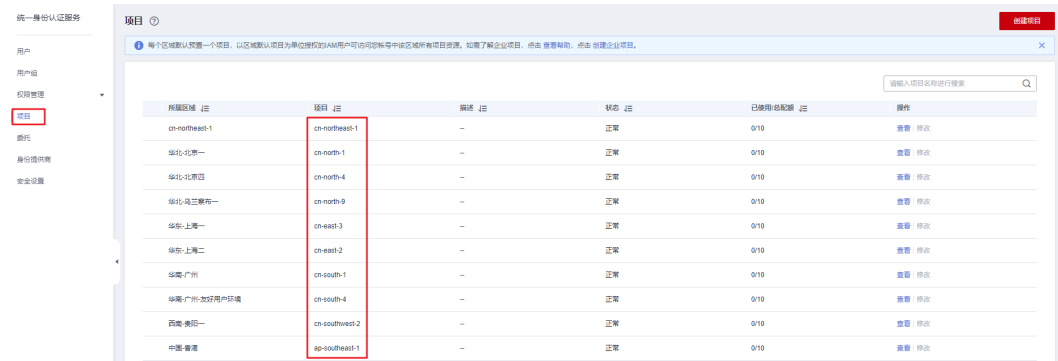 统一身份认证服务
用户
用户组
权限管理
项目
委托
身份提供商
安全设置
项目
创建项目
每个区域默认预置一个项目，以区域默认项目为单位授权的IAM用户可访问您帐号中该区域所有项目资源。如需了解企业项目，点击 查看帮助，点击 创建企业项目。
请输入项目名称进行搜索
所属区域 项目 描述 状态 已使用/总配额 操作
cn-northeast-1 cn-northeast-1 -- 正常 0/10 查看 修改
华北-北京一 cn-north-1 -- 正常 0/10 查看 修改
华北-北京四 cn-north-4 -- 正常 0/10 查看 修改
华北-乌兰察布一 cn-north-9 -- 正常 0/10 查看 修改
华东-上海一 cn-east-3 -- 正常 0/10 查看 修改
华东-上海二 cn-east-2 -- 正常 0/10 查看 修改
华南-广州 cn-south-1 -- 正常 0/10 查看 修改
华南-广州-友好用户环境 cn-south-4 -- 正常 0/10 查看 修改
西南-贵阳一 cn-southwest-2 -- 正常 0/10 查看 修改
中国-香港 ap-southeast-1 -- 正常 0/10 查看 修改